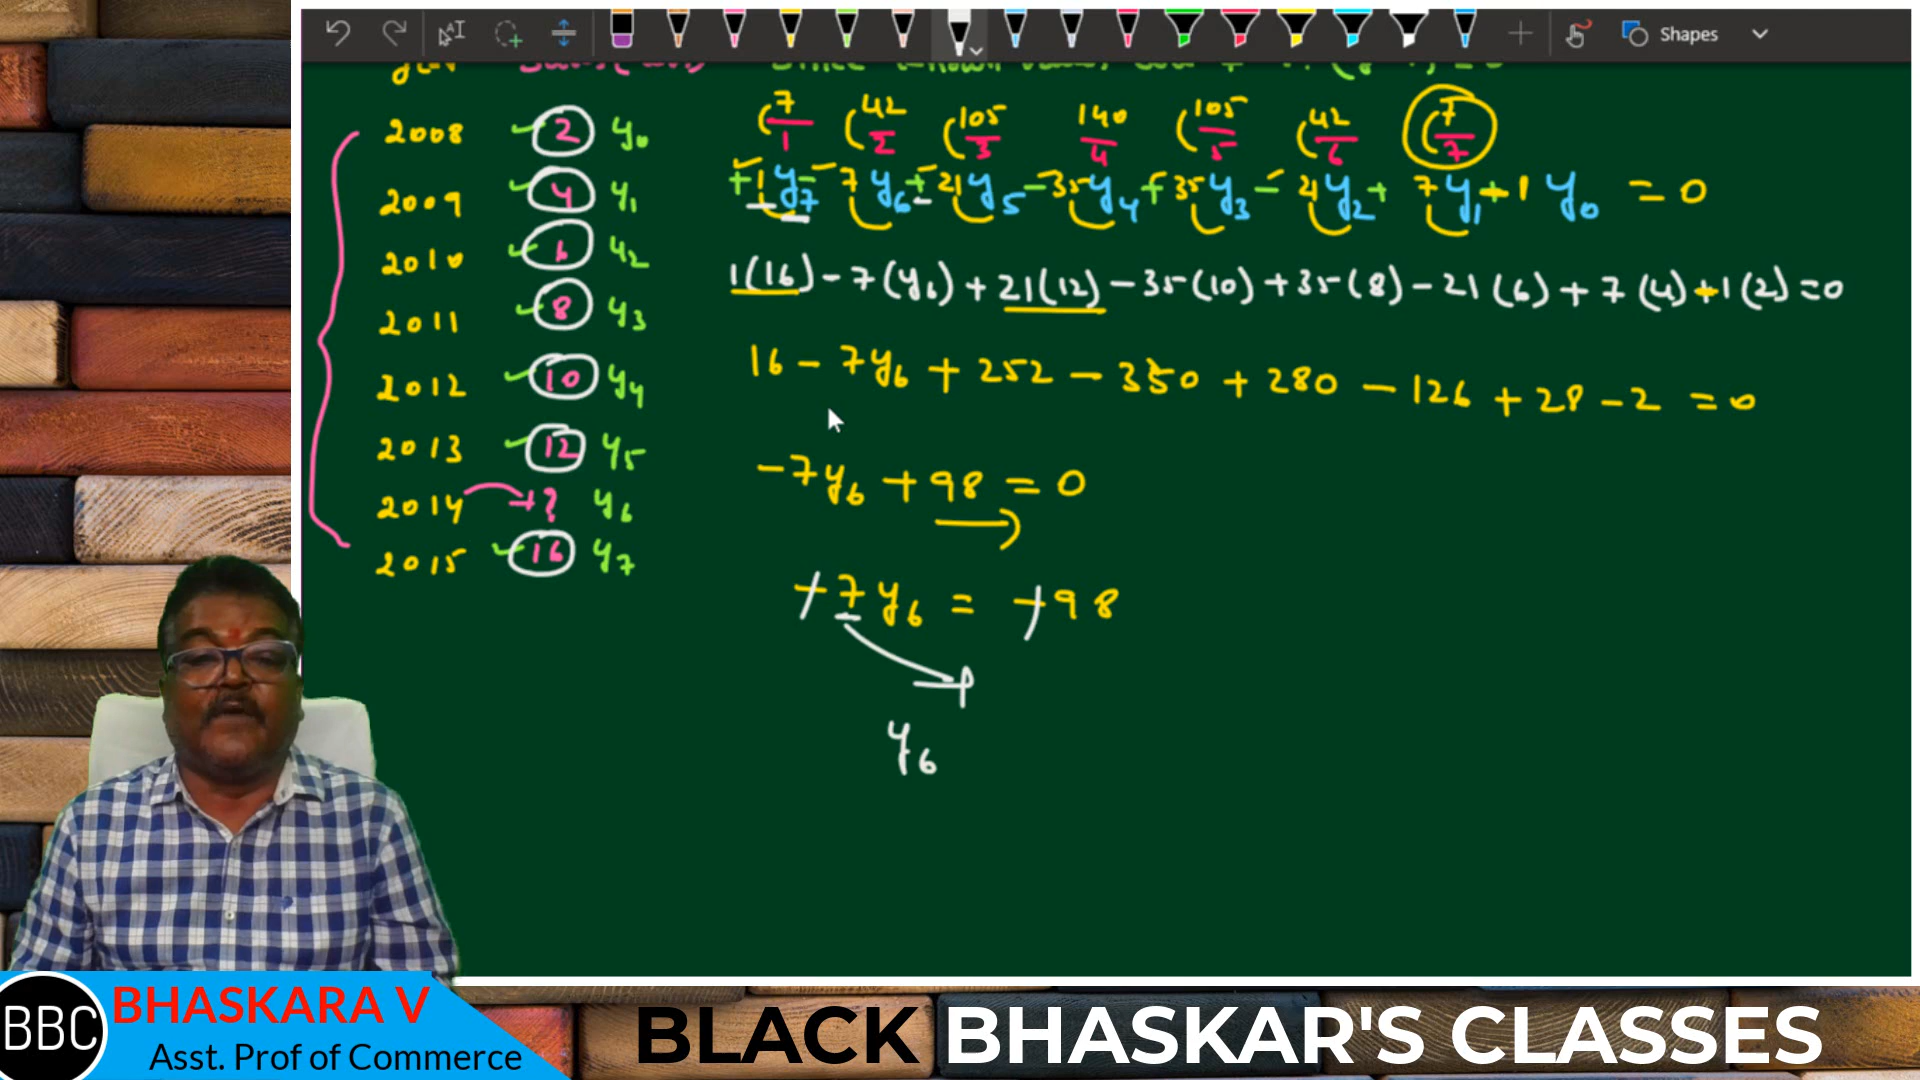 Shapes
7/1 42/2 105/3 140/4 105/5 42/6 7/7
+1y7 - 7y6 + 21y5 - 35y4 + 35y3 - 21y2 + 7y1 + 1 y0 = 0
2008 2 y0
2009 4 y1
2010 6 y2
2011 8 y3
2012 10 y4
2013 12 y5
2014 → ? y6
2015 16 y7
1(16) - 7(y6) + 21(12) - 35(10) + 35(8) - 21(6) + 7(4) + 1(2) = 0
16 - 7y6 + 252 - 350 + 280 - 126 + 28 - 2 = 0
-7y6 + 98 = 0
+7y6 = +98
y6
BBC
BHASKARA V
Asst. Prof of Commerce
BLACK BHASKAR'S CLASSES